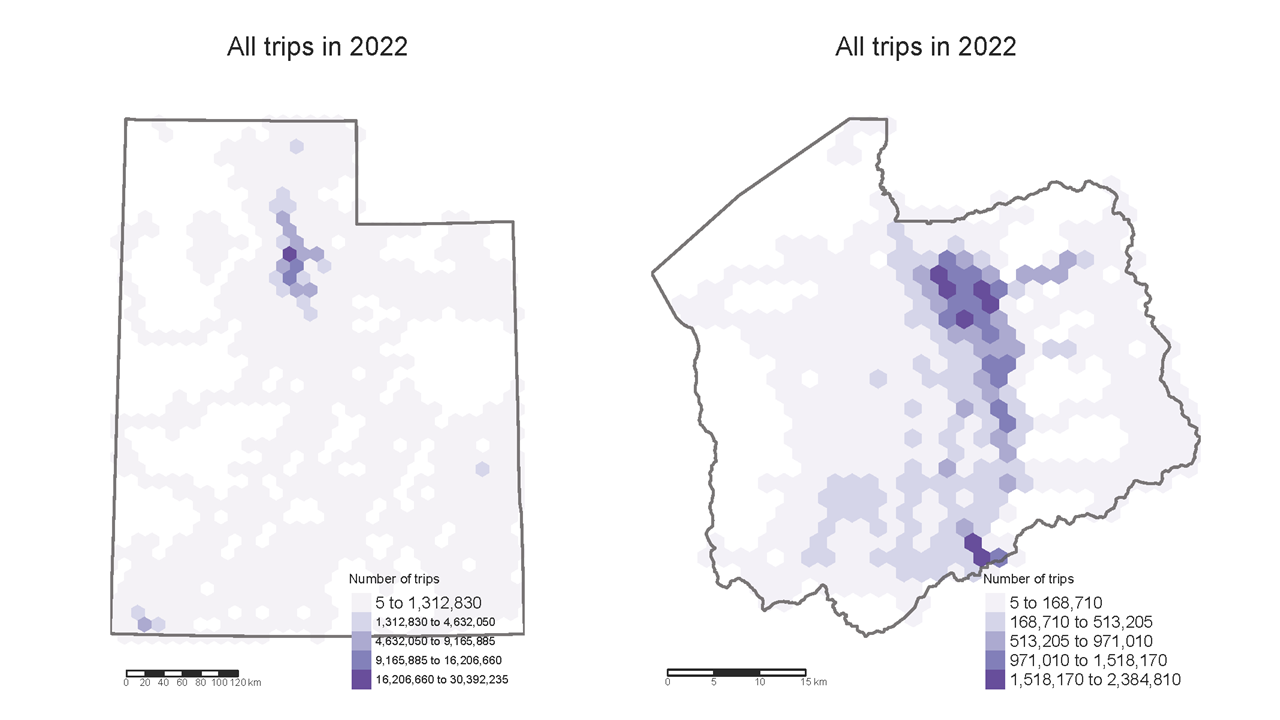 All trips in 2022
Number of trips
5 to 1,312,830
1,312,830 to 4,632,050
4,632,050 to 9,165,885
9,165,885 to 16,206,660
16,206,660 to 30,392,235
0 20 40 60 80 100 120 km
All trips in 2022
Number of trips
5 to 168,710
168,710 to 513,205
513,205 to 971,010
971,010 to 1,518,170
1,518,170 to 2,384,810
0 5 10 15 km